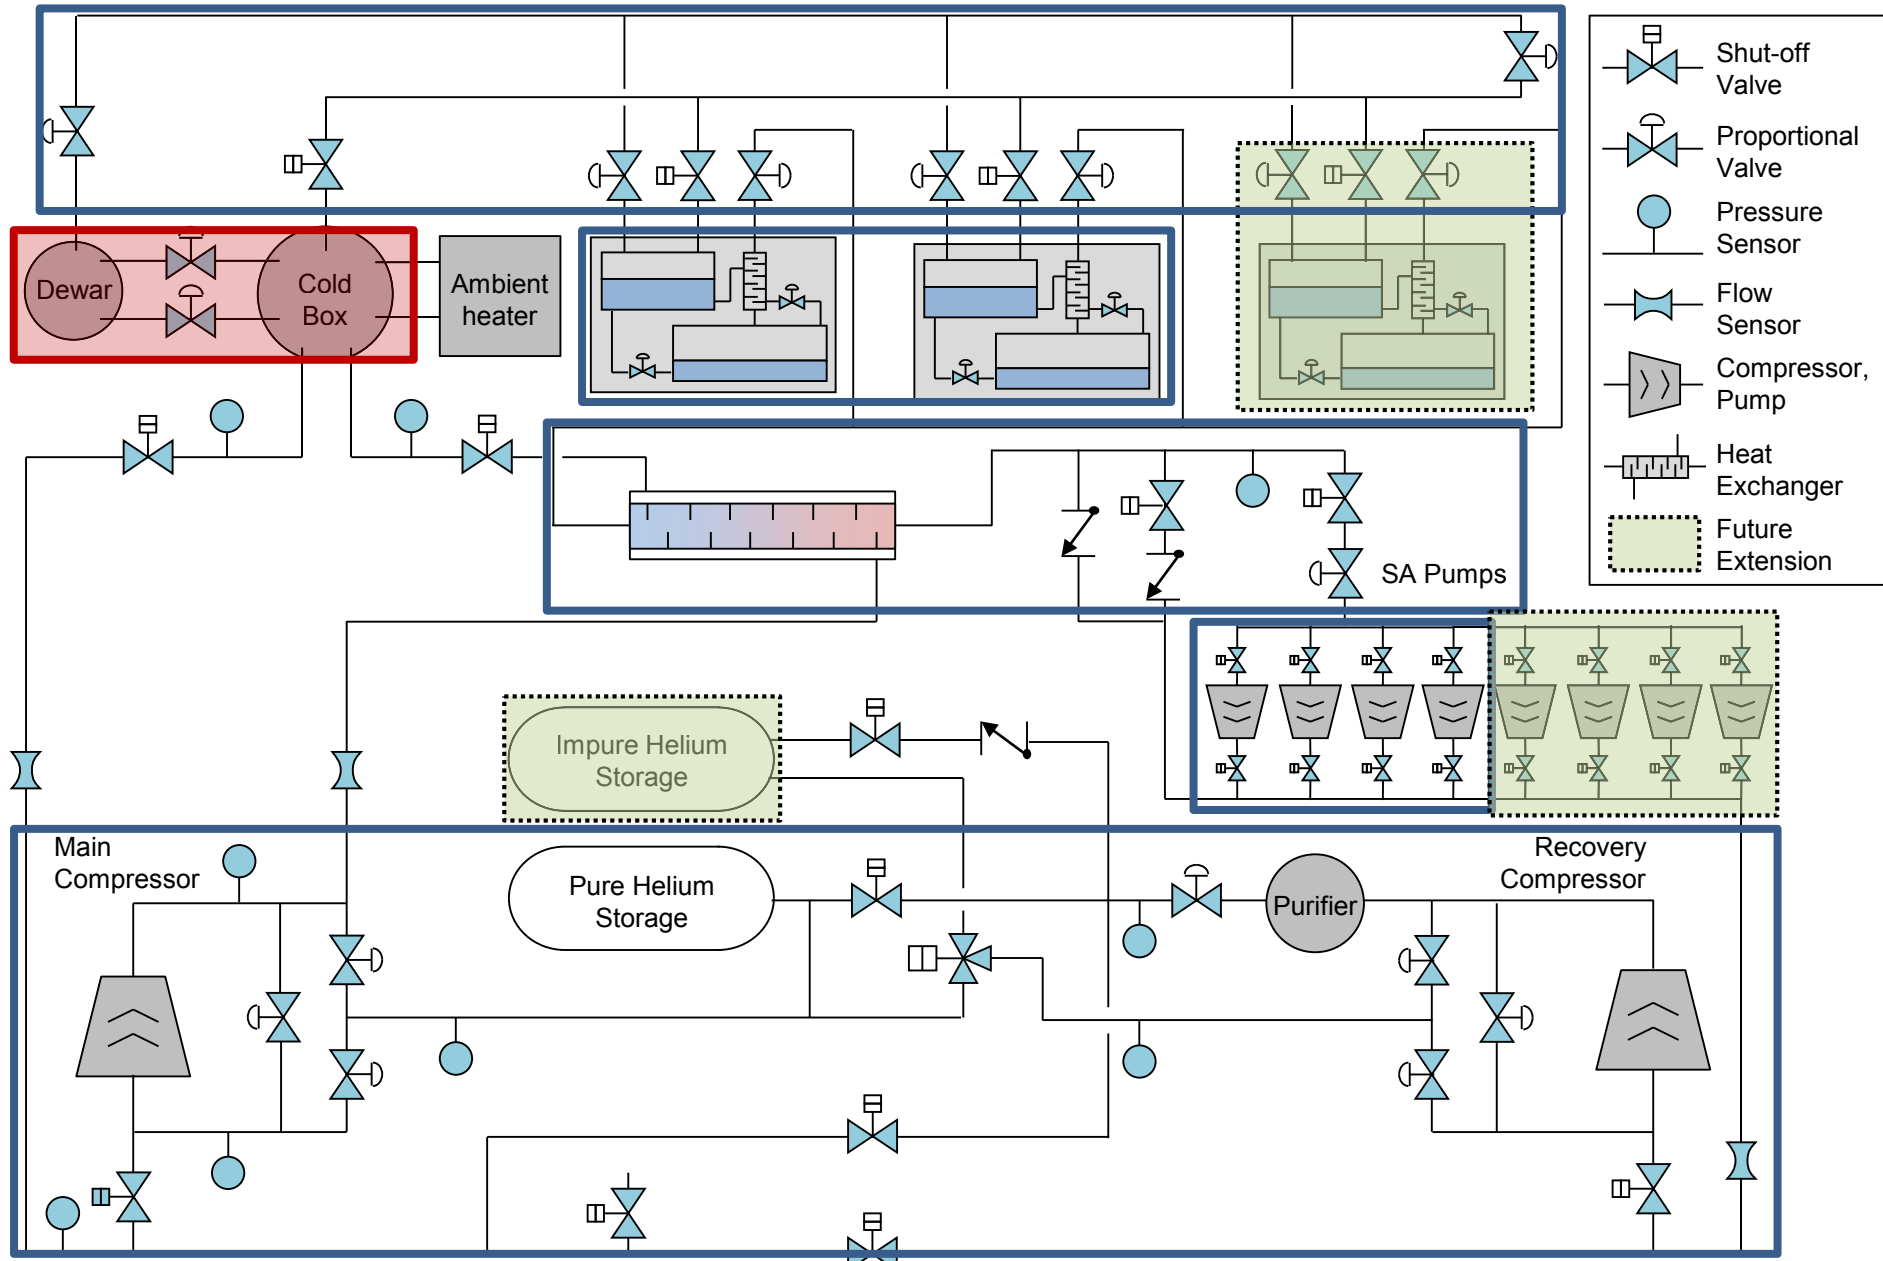 Shut-off
Valve
Proportional
Valve
Pressure
Sensor
Flow
Sensor
Compressor,
Pump
Heat
Exchanger
Future
Extension
Dewar
Cold
Box
Ambient
heater
SA Pumps
Impure Helium
Storage
Main
Compressor
Pure Helium
Storage
Purifier
Recovery
Compressor